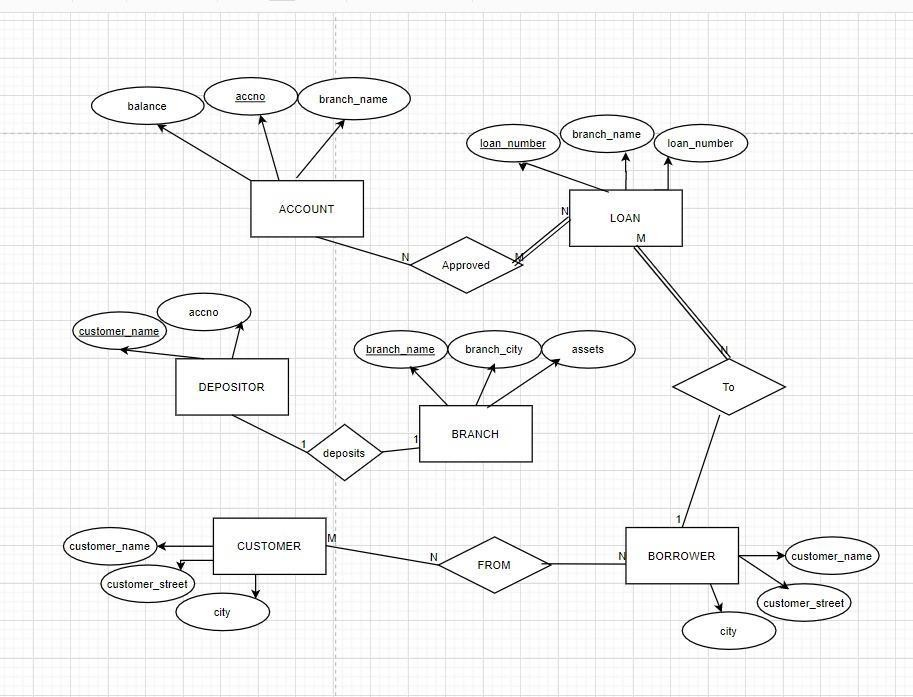 balance
accno
branch_name
loan_number
branch_name
loan_number
ACCOUNT
LOAN
N
M
N
M
Approved
accno
customer_name
branch_name
branch_city
assets
N
DEPOSITOR
To
BRANCH
1
1
deposits
1
customer_name
CUSTOMER
M
N
FROM
N
BORROWER
customer_name
customer_street
customer_street
city
city